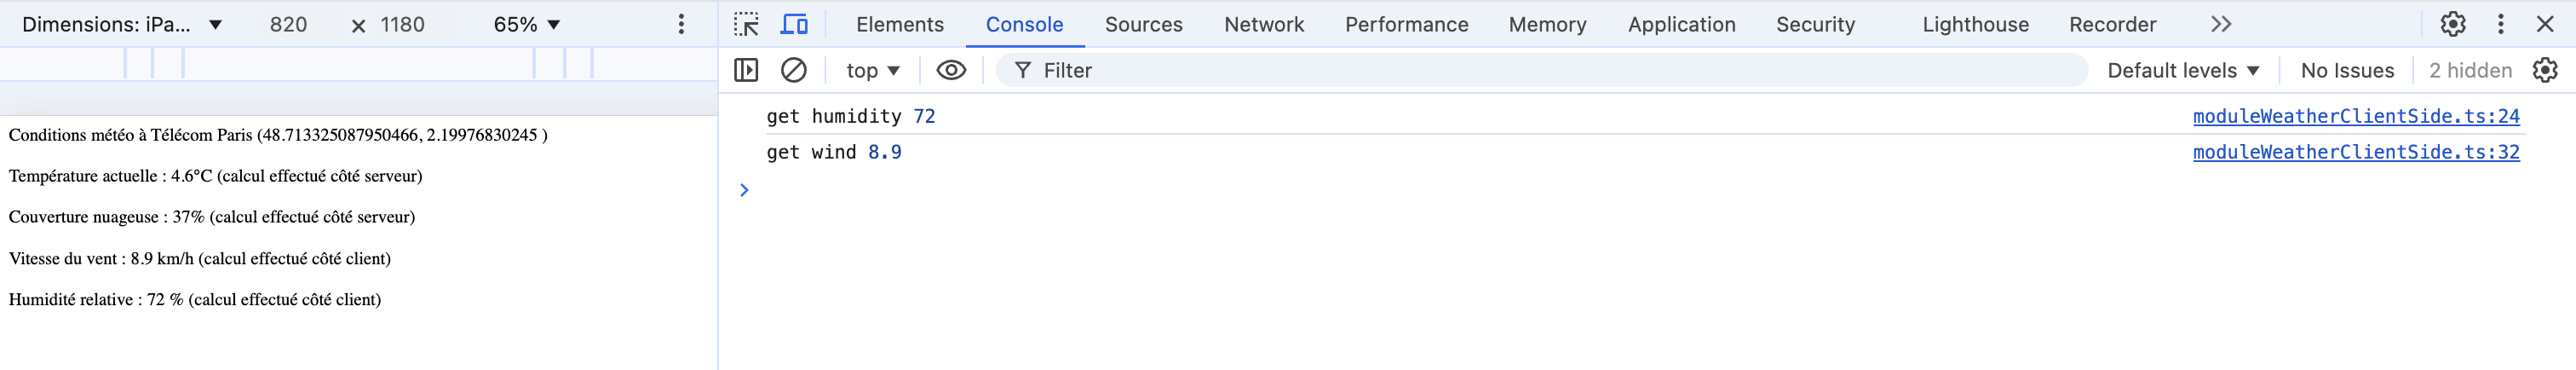 Dimensions: iPa... ▼ 820 × 1180 65% ▼
Elements Console Sources Network Performance Memory Application Security Lighthouse Recorder
top ▼ Filter Default levels ▼ No Issues 2 hidden
get humidity 72 moduleWeatherClientSide.ts:24
get wind 8.9 moduleWeatherClientSide.ts:32
Conditions météo à Télécom Paris (48.713325087950466, 2.19976830245 )
Température actuelle : 4.6°C (calcul effectué côté serveur)
Couverture nuageuse : 37% (calcul effectué côté serveur)
Vitesse du vent : 8.9 km/h (calcul effectué côté client)
Humidité relative : 72 % (calcul effectué côté client)